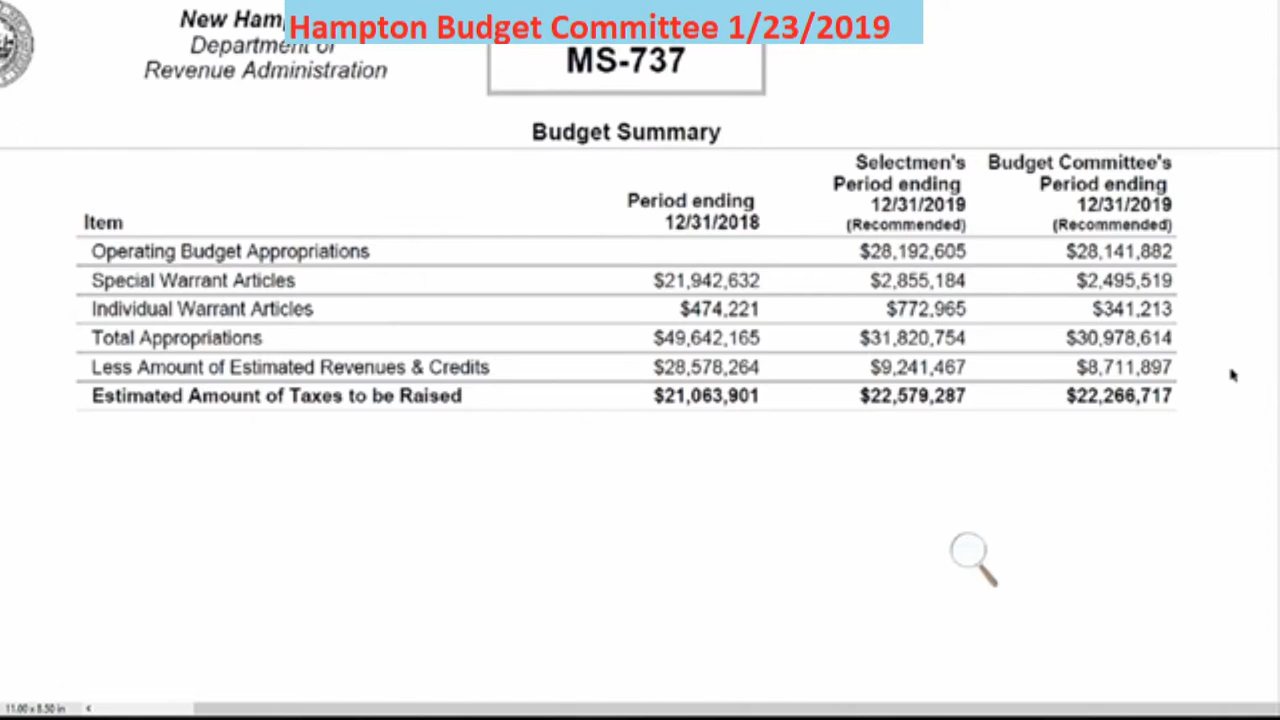 Hampton Budget Committee 1/23/2019
New Ham
Department of
Revenue Administration
MS-737
Budget Summary
Item
Period ending
12/31/2018
Selectmen's
Period ending
12/31/2019
(Recommended)
Budget Committee's
Period ending
12/31/2019
(Recommended)
Operating Budget Appropriations $28,192,605 $28,141,882
Special Warrant Articles $21,942,632 $2,855,184 $2,495,519
Individual Warrant Articles $474,221 $772,965 $341,213
Total Appropriations $49,642,165 $31,820,754 $30,978,614
Less Amount of Estimated Revenues & Credits $28,578,264 $9,241,467 $8,711,897
Estimated Amount of Taxes to be Raised $21,063,901 $22,579,287 $22,266,717
11.00 x 8.50 in